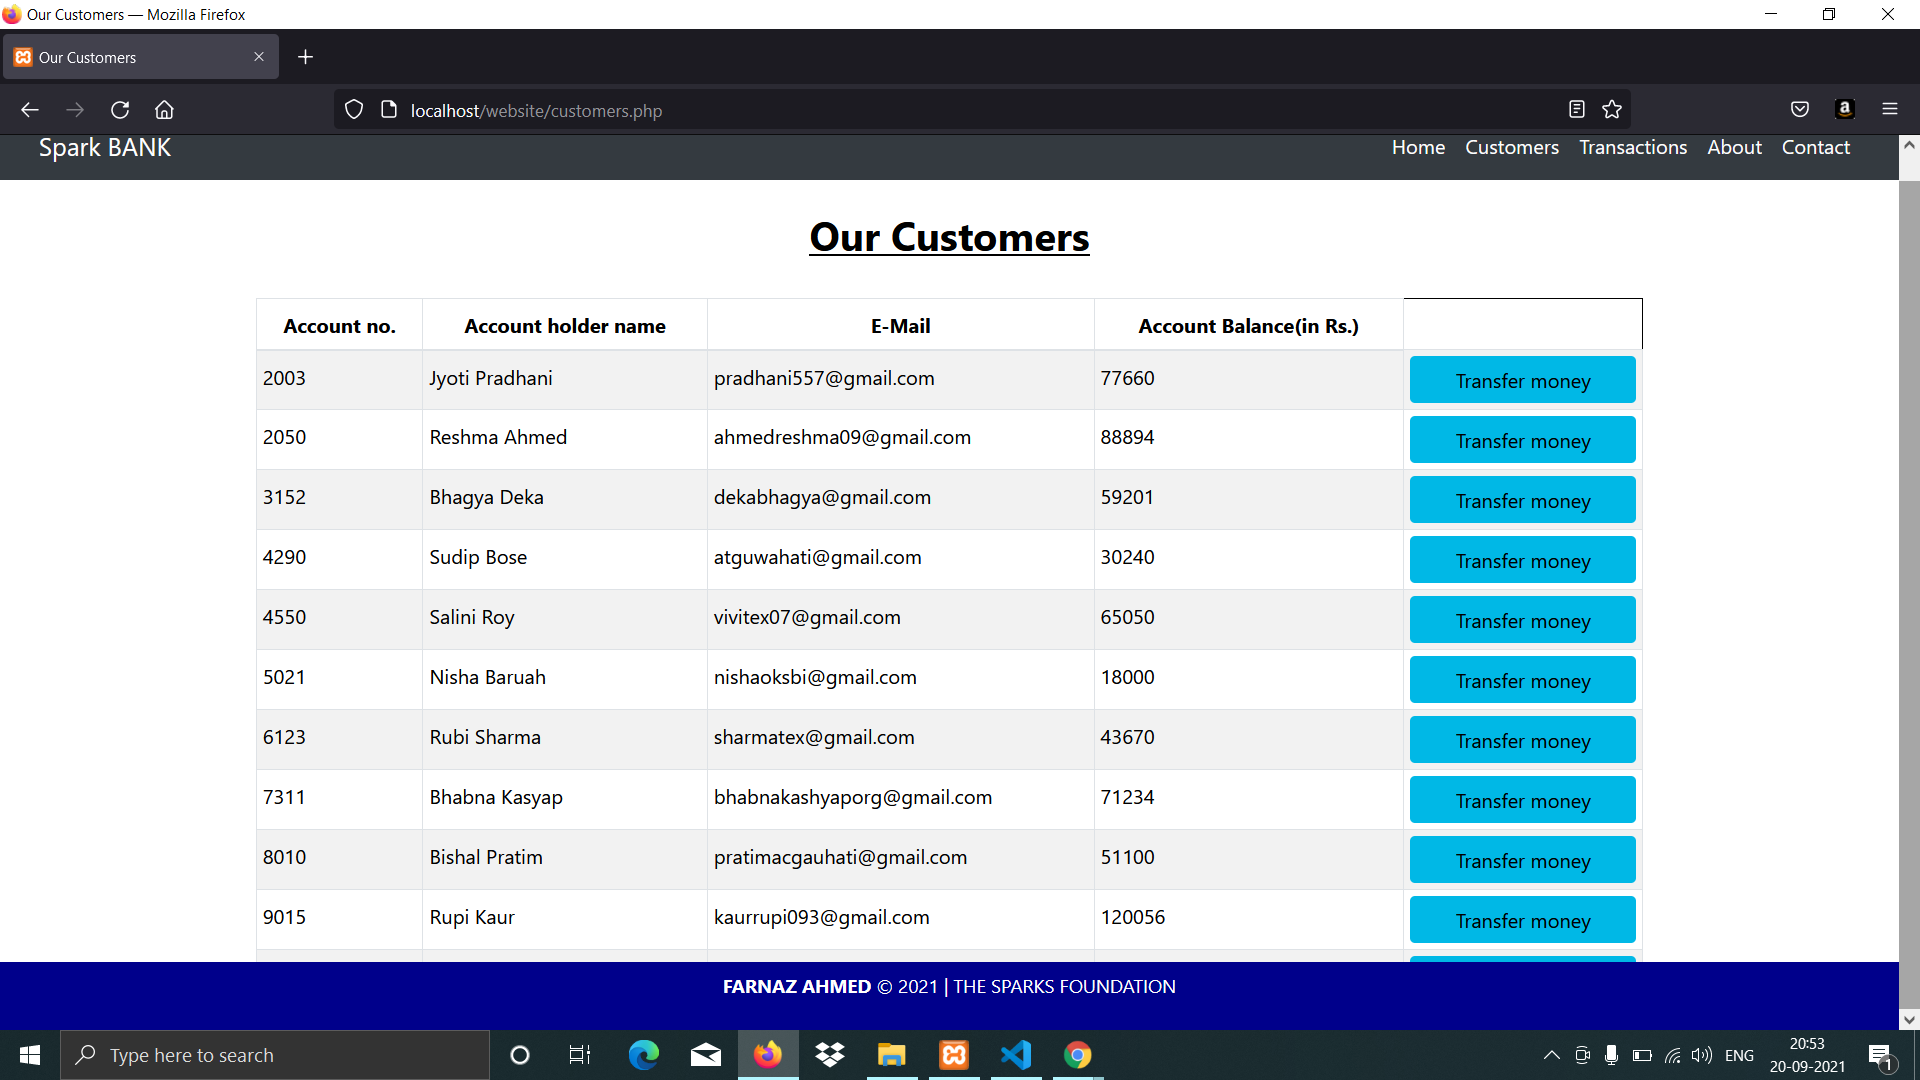 Our Customers — Mozilla Firefox
Our Customers
localhost/website/customers.php
Spark BANK Home Customers Transactions About Contact
Our Customers
Account no. Account holder name E-Mail Account Balance(in Rs.)
2003 Jyoti Pradhani pradhani557@gmail.com 77660 Transfer money
2050 Reshma Ahmed ahmedreshma09@gmail.com 88894 Transfer money
3152 Bhagya Deka dekabhagya@gmail.com 59201 Transfer money
4290 Sudip Bose atguwahati@gmail.com 30240 Transfer money
4550 Salini Roy vivitex07@gmail.com 65050 Transfer money
5021 Nisha Baruah nishaoksbi@gmail.com 18000 Transfer money
6123 Rubi Sharma sharmatex@gmail.com 43670 Transfer money
7311 Bhabna Kasyap bhabnakashyaporg@gmail.com 71234 Transfer money
8010 Bishal Pratim pratimacgauhati@gmail.com 51100 Transfer money
9015 Rupi Kaur kaurrupi093@gmail.com 120056 Transfer money
FARNAZ AHMED © 2021 | THE SPARKS FOUNDATION
Type here to search
ENG
20:53
20-09-2021
1